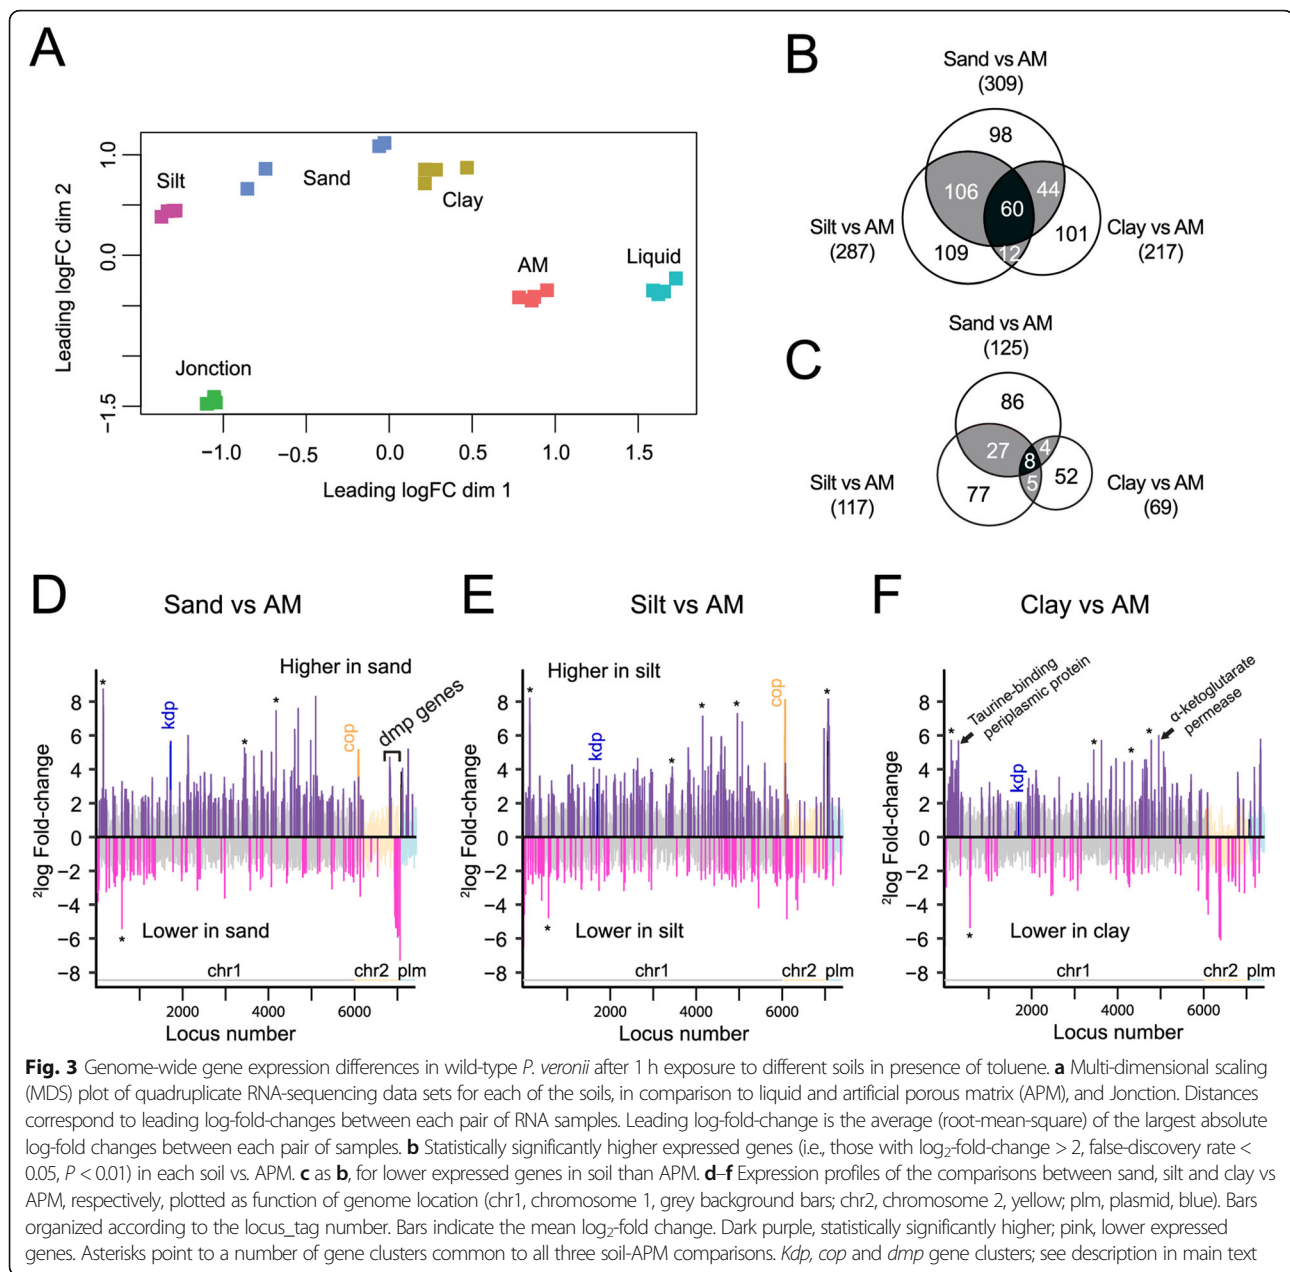 A
B
Sand vs AM
(309)
98
106
44
60
Silt vs AM
(287)
109
12
101
Clay vs AM
(217)
Leading logFC dim 2
1.0
0.0
−1.5
Silt
Sand
Clay
AM
Liquid
Jonction
−1.0
−0.5
0.0
0.5
1.0
1.5
Leading logFC dim 1
C
Sand vs AM
(125)
86
27
4
8
5
Silt vs AM
(117)
77
52
Clay vs AM
(69)
D
Sand vs AM
²log Fold-change
8
6
4
2
0
−2
−4
−6
−8
Higher in sand
*
kdp
*
*
cop
dmp genes
*
Lower in sand
chr1
chr2
plm
2000
4000
6000
Locus number
E
Silt vs AM
²log Fold-change
8
6
4
2
0
−2
−4
−6
−8
Higher in silt
*
kdp
*
*
*
cop
*
*
Lower in silt
chr1
chr2
plm
2000
4000
6000
Locus number
F
Clay vs AM
²log Fold-change
8
6
4
2
0
−2
−4
−6
−8
*
Taurine-binding
periplasmic protein
kdp
*
*
*
α-ketoglutarate
permease
*
Lower in clay
chr1
chr2
plm
2000
4000
6000
Locus number
Fig. 3 Genome-wide gene expression differences in wild-type P. veronii after 1 h exposure to different soils in presence of toluene. a Multi-dimensional scaling
(MDS) plot of quadruplicate RNA-sequencing data sets for each of the soils, in comparison to liquid and artificial porous matrix (APM), and Jonction. Distances
correspond to leading log-fold-changes between each pair of RNA samples. Leading log-fold-change is the average (root-mean-square) of the largest absolute
log-fold changes between each pair of samples. b Statistically significantly higher expressed genes (i.e., those with log₂-fold-change > 2, false-discovery rate <
0.05, P < 0.01) in each soil vs. APM. c as b, for lower expressed genes in soil than APM. d–f Expression profiles of the comparisons between sand, silt and clay vs
APM, respectively, plotted as function of genome location (chr1, chromosome 1, grey background bars; chr2, chromosome 2, yellow; plm, plasmid, blue). Bars
organized according to the locus_tag number. Bars indicate the mean log₂-fold change. Dark purple, statistically significantly higher; pink, lower expressed
genes. Asterisks point to a number of gene clusters common to all three soil-APM comparisons. Kdp, cop and dmp gene clusters; see description in main text